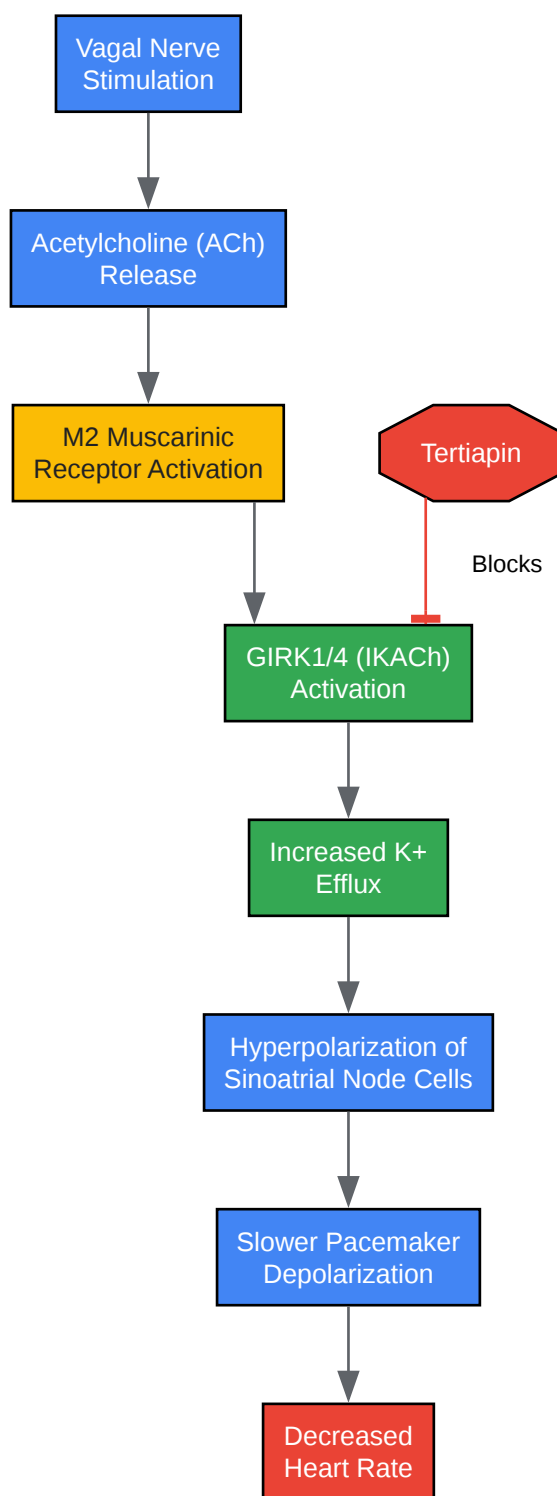 Vagal Nerve
Stimulation
Acetylcholine (ACh)
Release
M2 Muscarinic
Receptor Activation
Tertiapin
Blocks
GIRK1/4 (IKACh)
Activation
Increased K+
Efflux
Hyperpolarization of
Sinoatrial Node Cells
Slower Pacemaker
Depolarization
Decreased
Heart Rate